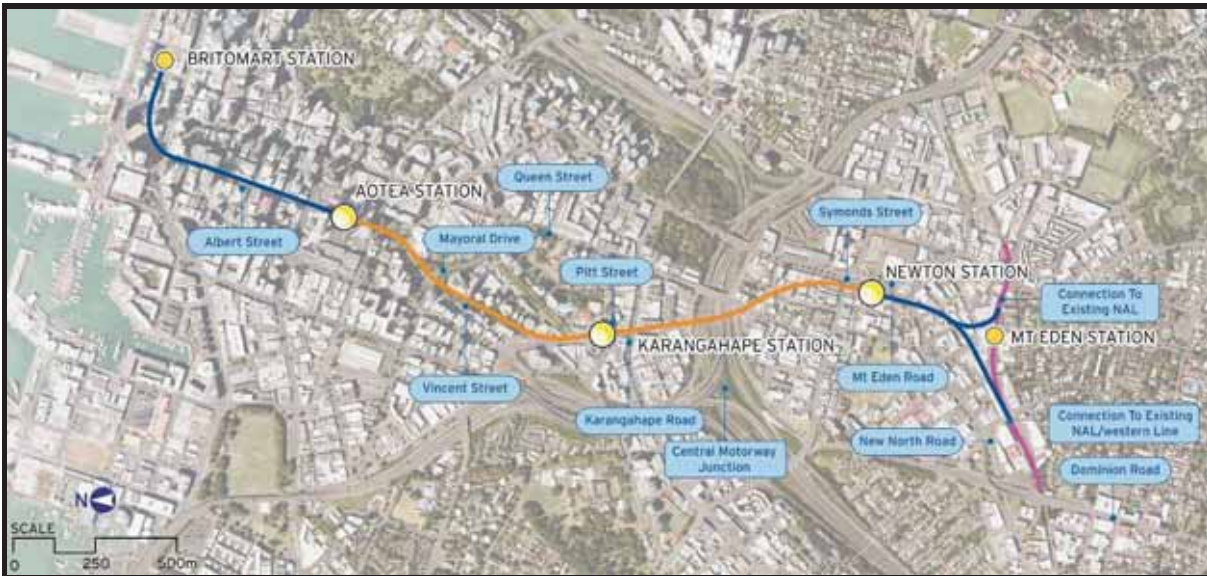 BRITOMART STATION
AOTEA STATION
Queen Street
Albert Street
Mayoral Drive
Pitt Street
Symonds Street
NEWTON STATION
Connection To
Existing NAL
MT EDEN STATION
KARANGAHAPE STATION
Vincent Street
Mt Eden Road
Karangahape Road
Central Motorway
Junction
New North Road
Connection To Existing
NAL/western Line
Dominion Road
N
SCALE
0 250 500m